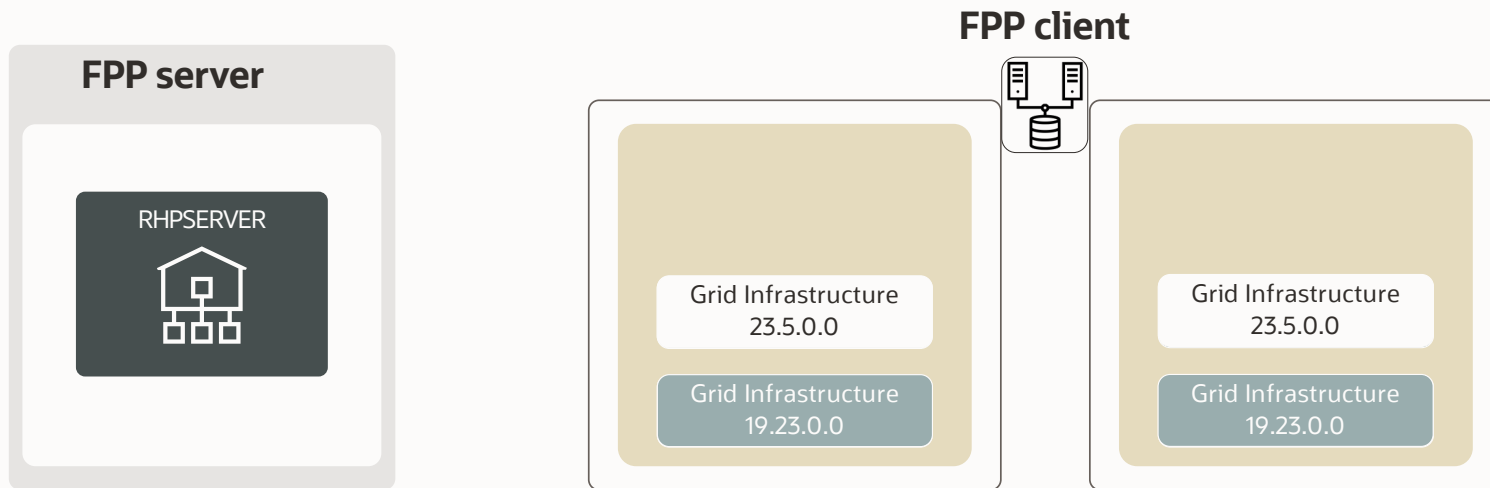 FPP client
FPP server
RHPSERVER
Grid Infrastructure
23.5.0.0
Grid Infrastructure
19.23.0.0
Grid Infrastructure
23.5.0.0
Grid Infrastructure
19.23.0.0